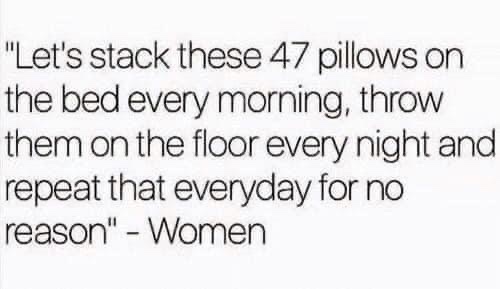 "Let's stack these 47 pillows on
the bed every morning, throw
them on the floor every night and
repeat that everyday for no
reason" - Women